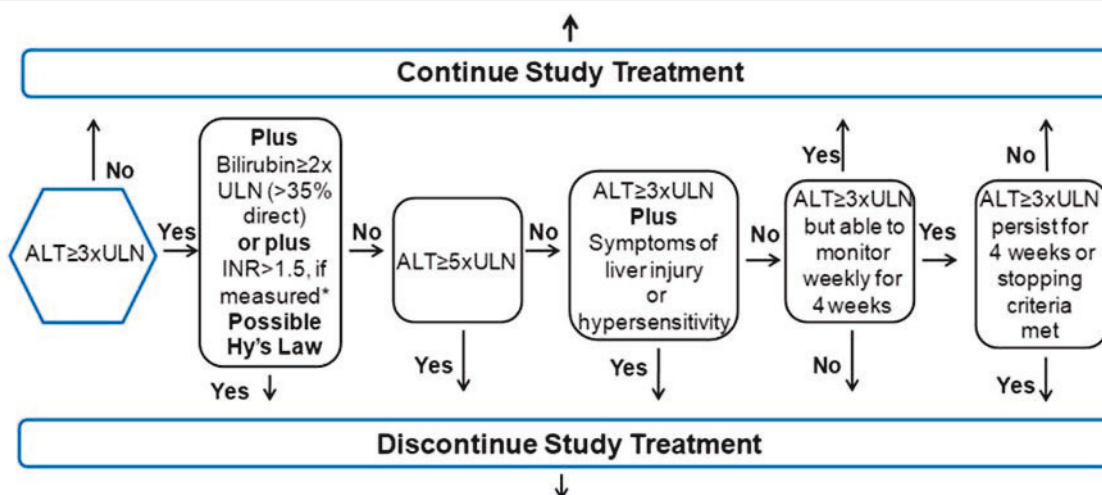 Continue Study Treatment
No
ALT≥3xULN
Yes
Plus
Bilirubin≥2x
ULN (>35%
direct)
or plus
INR>1.5, if
measured*
Possible
Hy's Law
Yes
No
ALT≥5xULN
Yes
No
ALT≥3xULN
Plus
Symptoms of
liver injury
or
hypersensitivity
Yes
No
ALT≥3xULN
but able to
monitor
weekly for
4 weeks
Yes
No
Yes
ALT≥3xULN
persist for
4 weeks or
stopping
criteria
met
No
Yes
Discontinue Study Treatment